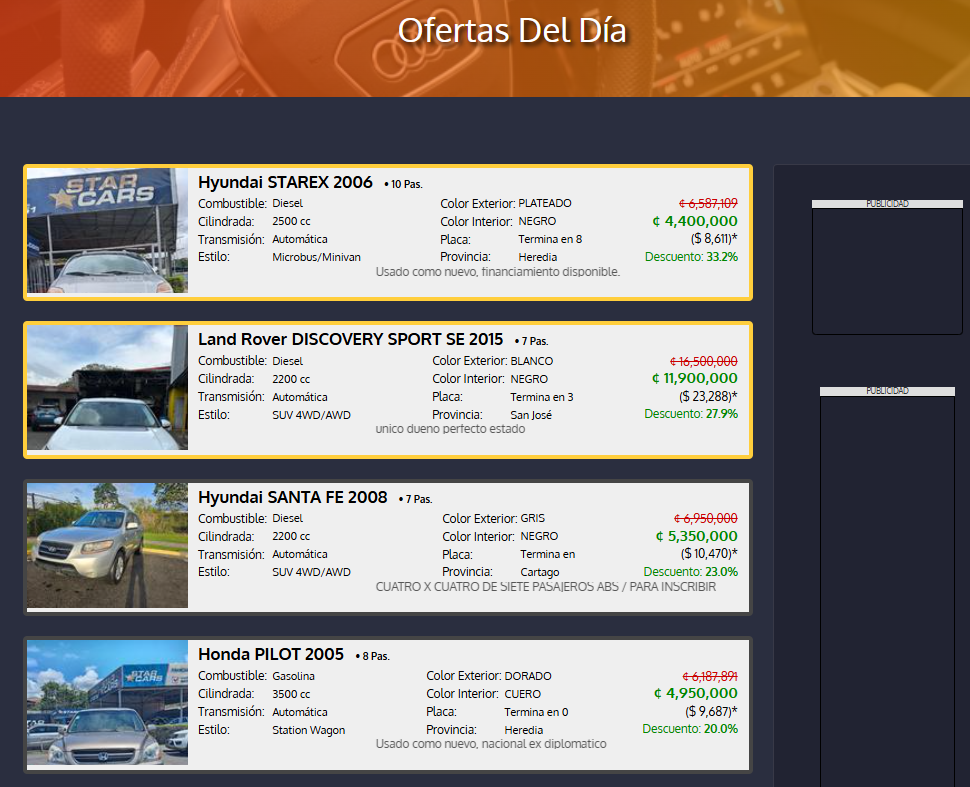 Ofertas Del Día
PUBLICIDAD
PUBLICIDAD
STAR
CARS
Hyundai STAREX 2006 • 10 Pas.
Combustible: Diesel Color Exterior: PLATEADO ¢ 6,587,109
Cilindrada: 2500 cc Color Interior: NEGRO ¢ 4,400,000
Transmisión: Automática Placa: Termina en 8 ($ 8,611)*
Estilo: Microbus/Minivan Provincia: Heredia Descuento: 33.2%
Usado como nuevo, financiamiento disponible.
Land Rover DISCOVERY SPORT SE 2015 • 7 Pas.
Combustible: Diesel Color Exterior: BLANCO ¢ 16,500,000
Cilindrada: 2200 cc Color Interior: NEGRO ¢ 11,900,000
Transmisión: Automática Placa: Termina en 3 ($ 23,288)*
Estilo: SUV 4WD/AWD Provincia: San José Descuento: 27.9%
unico dueno perfecto estado
Hyundai SANTA FE 2008 • 7 Pas.
Combustible: Diesel Color Exterior: GRIS ¢ 6,950,000
Cilindrada: 2200 cc Color Interior: NEGRO ¢ 5,350,000
Transmisión: Automática Placa: Termina en ($ 10,470)*
Estilo: SUV 4WD/AWD Provincia: Cartago Descuento: 23.0%
CUATRO X CUATRO DE SIETE PASAJEROS ABS / PARA INSCRIBIR
STAR
CARS
Honda PILOT 2005 • 8 Pas.
Combustible: Gasolina Color Exterior: DORADO ¢ 6,187,891
Cilindrada: 3500 cc Color Interior: CUERO ¢ 4,950,000
Transmisión: Automática Placa: Termina en 0 ($ 9,687)*
Estilo: Station Wagon Provincia: Heredia Descuento: 20.0%
Usado como nuevo, nacional ex diplomatico